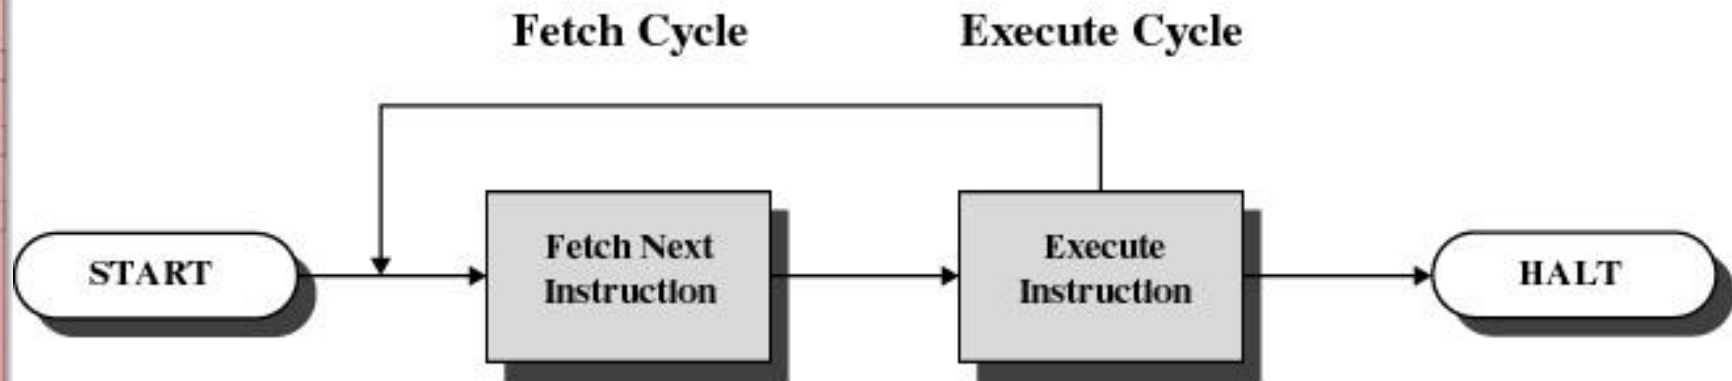 Fetch Cycle
Execute Cycle
START
Fetch Next
Instruction
Execute
Instruction
HALT